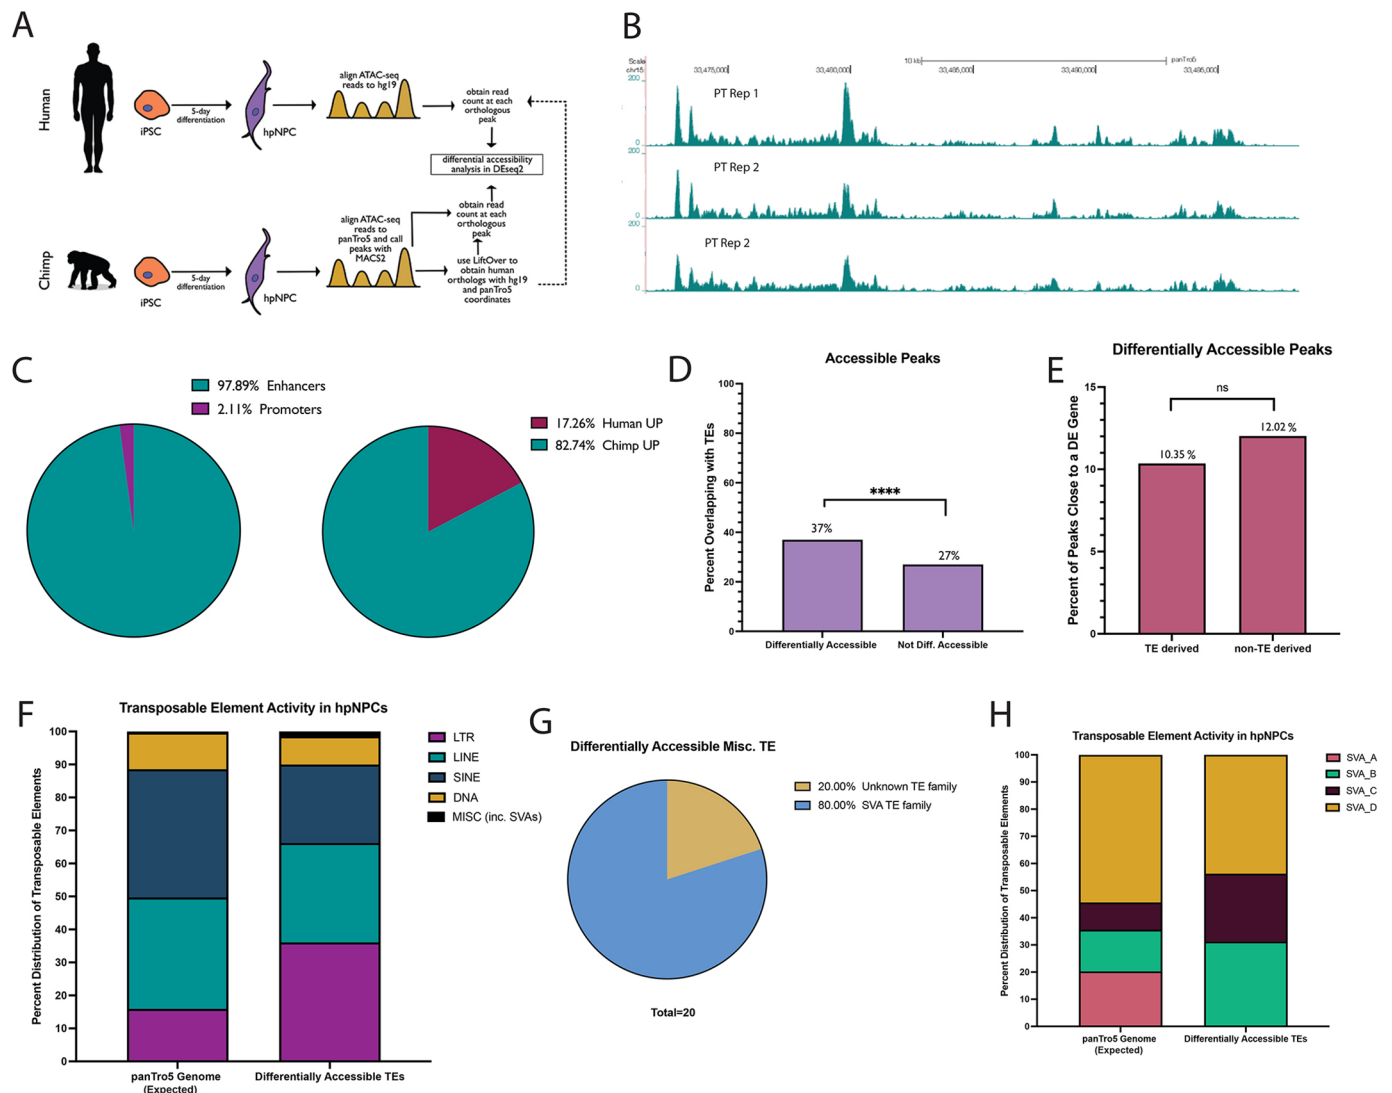 A
Human
iPSC
5-day
differentiation
hpNPC
align ATAC-seq
reads to hg19
obtain read
count at each
orthologous
peak
differential accessibility
analysis in DEseq2
Chimp
iPSC
5-day
differentiation
hpNPC
align ATAC-seq
reads to
panTro5 and call
peaks with
MACS2
obtain read
count at each
orthologous
peak
use LiftOver to
obtain human
orthologs with hg19
and panTro5
coordinates
B
Scale
chr15:
10 kb
panTro5
33,475,000
33,480,000
33,485,000
33,490,000
33,495,000
200
PT Rep 1
0
200
PT Rep 2
0
200
PT Rep 2
0
C
97.89% Enhancers
2.11% Promoters
17.26% Human UP
82.74% Chimp UP
D
Accessible Peaks
Percent Overlapping with TEs
100
80
60
40
20
0
****
37%
27%
Differentially Accessible
Not Diff. Accessible
E
Differentially Accessible Peaks
Percent of Peaks Close to a DE Gene
15
10
5
0
ns
10.35 %
12.02 %
TE derived
non-TE derived
F
Transposable Element Activity in hpNPCs
Percent Distribution of Transposable Elements
100
90
80
70
60
50
40
30
20
10
0
panTro5 Genome
(Expected)
Differentially Accessible TEs
LTR
LINE
SINE
DNA
MISC (inc. SVAs)
G
Differentially Accessible Misc. TE
20.00% Unknown TE family
80.00% SVA TE family
Total=20
H
Transposable Element Activity in hpNPCs
Percent Distribution of Transposable Elements
100
90
80
70
60
50
40
30
20
10
0
panTro5 Genome
(Expected)
Differentially Accessible TEs
SVA_A
SVA_B
SVA_C
SVA_D